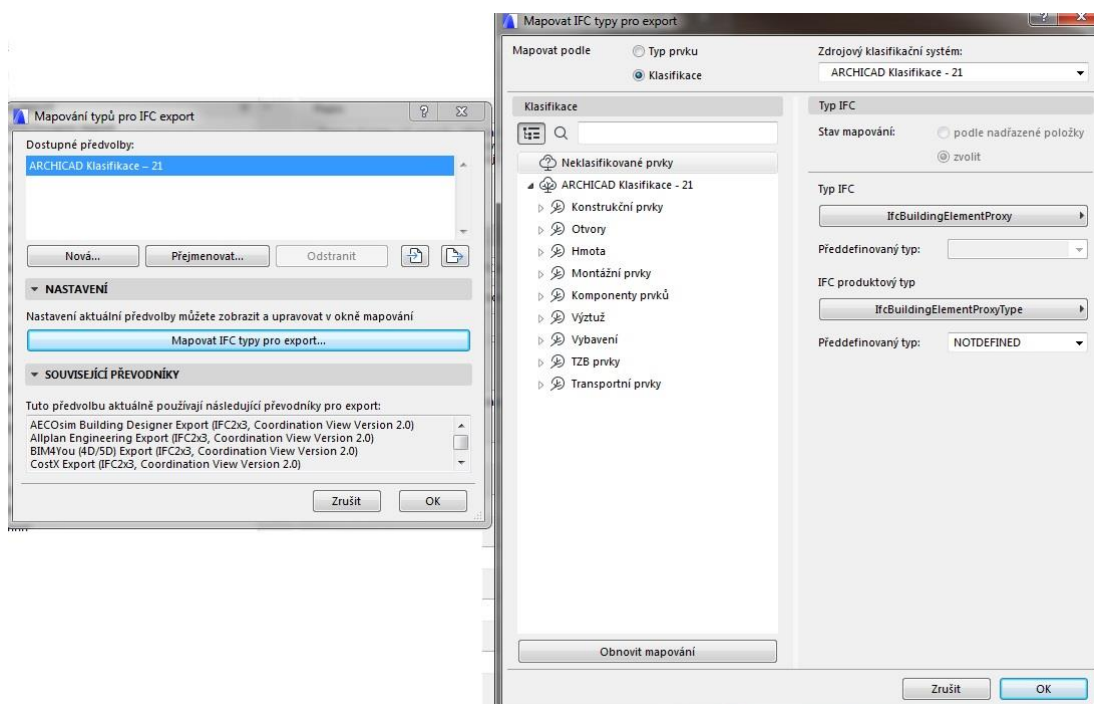 Mapování typů pro IFC export
Dostupné předvolby:
ARCHICAD Klasifikace – 21
Nová...
Přejmenovat...
Odstranit
NASTAVENÍ
Nastavení aktuální předvolby můžete zobrazit a upravovat v okně mapování
Mapovat IFC typy pro export...
SOUVISEJÍCÍ PŘEVODNÍKY
Tuto předvolbu aktuálně používají následující převodníky pro export:
AECOsim Building Designer Export (IFC2x3, Coordination View Version 2.0)
Allplan Engineering Export (IFC2x3, Coordination View Version 2.0)
BIM4You (4D/5D) Export (IFC2x3, Coordination View Version 2.0)
CostX Export (IFC2x3, Coordination View Version 2.0)
Zrušit
OK
Mapovat IFC typy pro export
Mapovat podle
Typ prvku
Klasifikace
Zdrojový klasifikační systém:
ARCHICAD Klasifikace - 21
Klasifikace
Neklasifikované prvky
ARCHICAD Klasifikace - 21
Konstrukční prvky
Otvory
Hmota
Montážní prvky
Komponenty prvků
Výztuž
Vybavení
TZB prvky
Transportní prvky
Obnovit mapování
Typ IFC
Stav mapování:
podle nadřazené položky
zvolit
Typ IFC
IfcBuildingElementProxy
Předdefinovaný typ:
IFC produktový typ
IfcBuildingElementProxyType
Předdefinovaný typ:
NOTDEFINED
Zrušit
OK